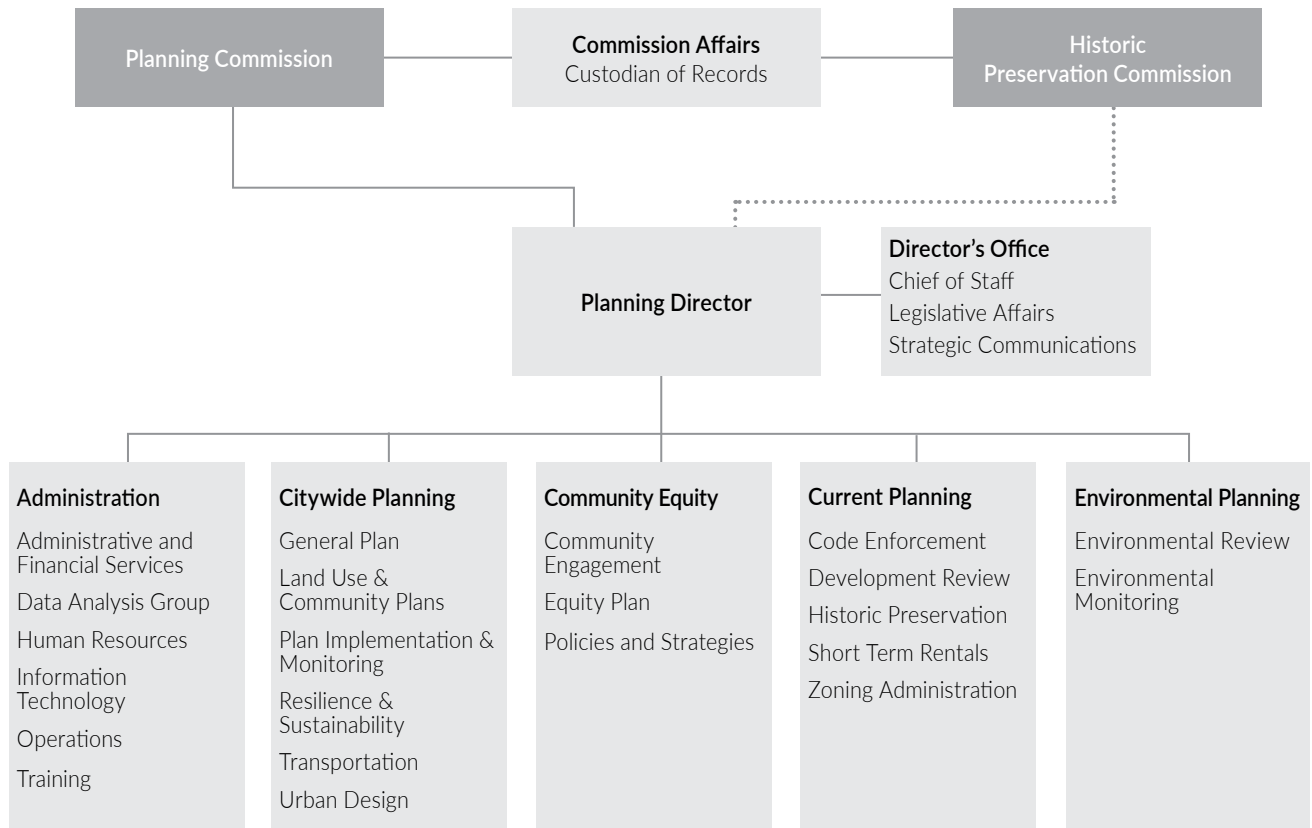 Planning Commission
Commission Affairs
Custodian of Records
Historic
Preservation Commission
Planning Director
Director’s Office
Chief of Staff
Legislative Affairs
Strategic Communications
Administration
Administrative and
Financial Services
Data Analysis Group
Human Resources
Information
Technology
Operations
Training
Citywide Planning
General Plan
Land Use &
Community Plans
Plan Implementation &
Monitoring
Resilience &
Sustainability
Transportation
Urban Design
Community Equity
Community
Engagement
Equity Plan
Policies and Strategies
Current Planning
Code Enforcement
Development Review
Historic Preservation
Short Term Rentals
Zoning Administration
Environmental Planning
Environmental Review
Environmental
Monitoring